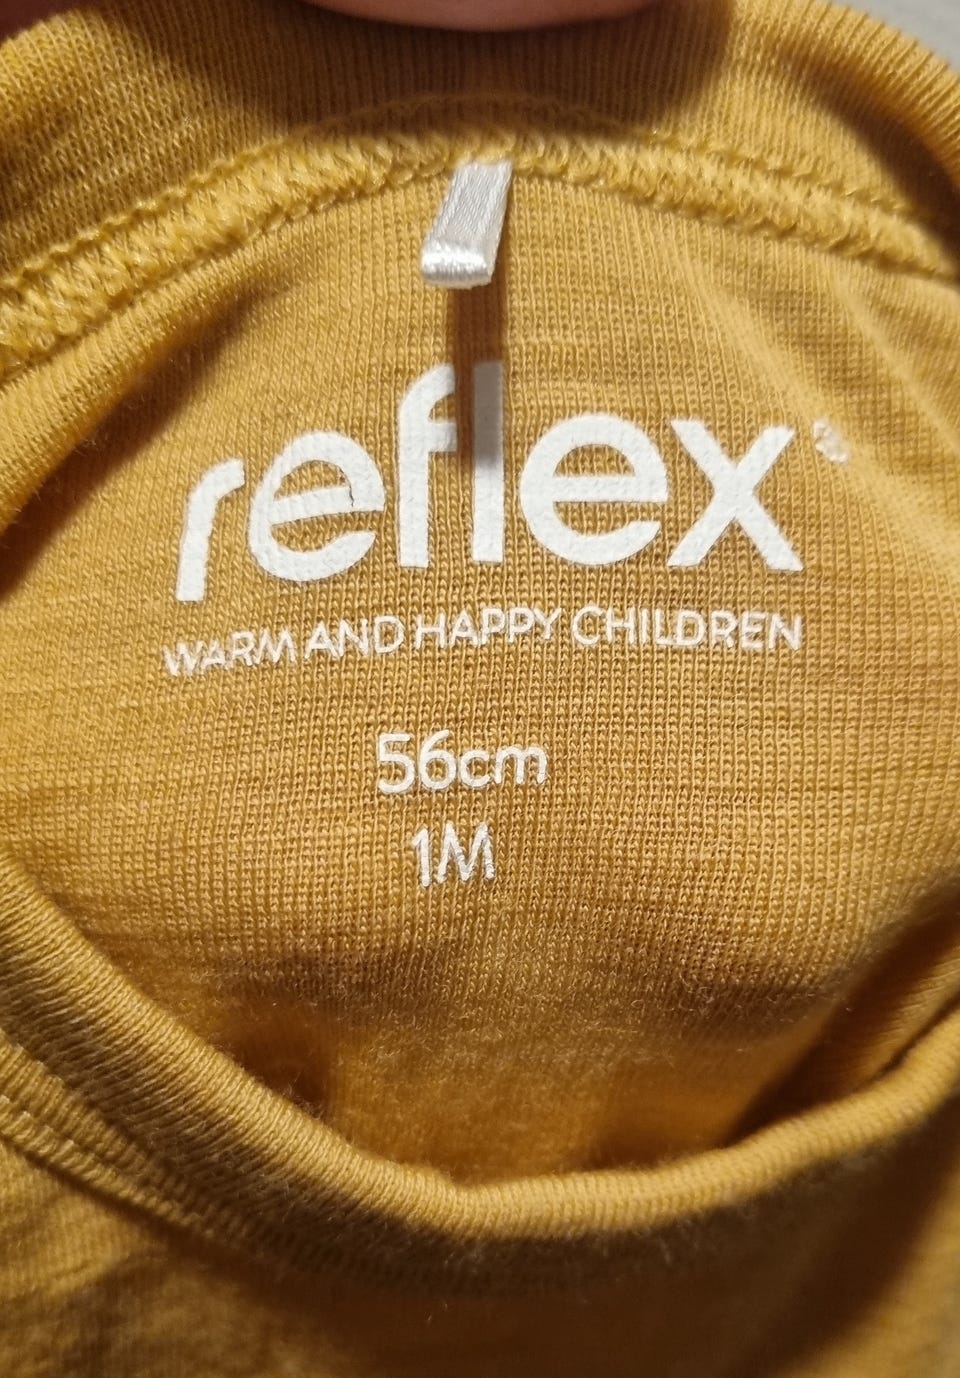 reflex
WARM AND HAPPY CHILDREN
56cm
1M